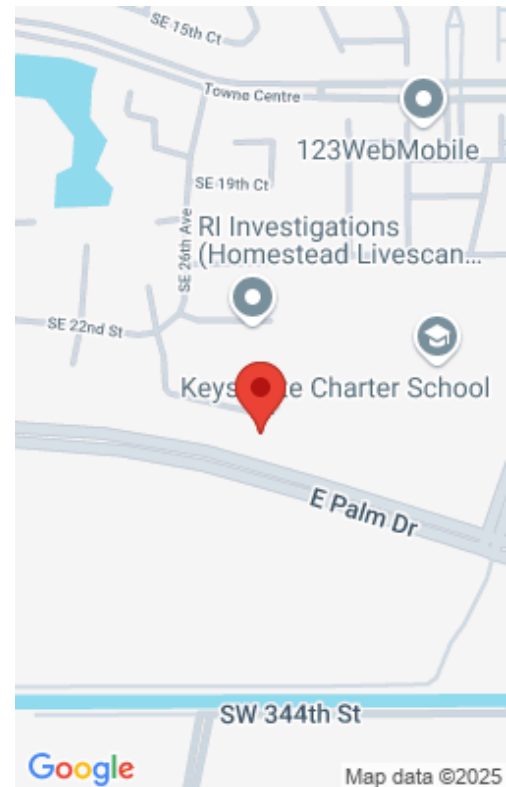 SE 15th Ct
Towne Centre
123WebMobile
SE 19th Ct
RI Investigations
(Homestead Livescan...
SE 26th Ave
SE 22nd St
Charter School
E Palm Dr
SW 344th St
Google
Map data ©2025